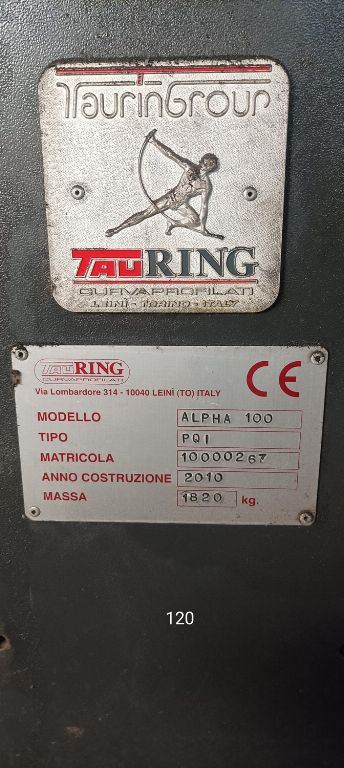 TaurinGroup
TAURING
CURVAPROFILATI
LEINÌ - TORINO - ITALY
TAURING
CURVAPROFILATI
CE
Via Lombardore 314 - 10040 LEINÌ (TO) ITALY
MODELLO ALPHA 100
TIPO PQI
MATRICOLA 10000267
ANNO COSTRUZIONE 2010
MASSA 1820 kg.
120